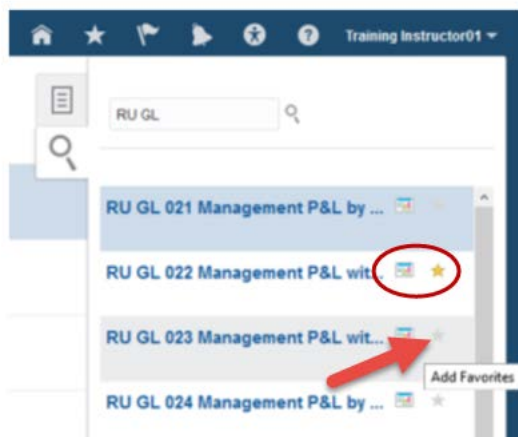 Training Instructor01
RU GL
RU GL 021 Management P&L by ...
RU GL 022 Management P&L wit...
RU GL 023 Management P&L wit...
Add Favorites
RU GL 024 Management P&L by ...